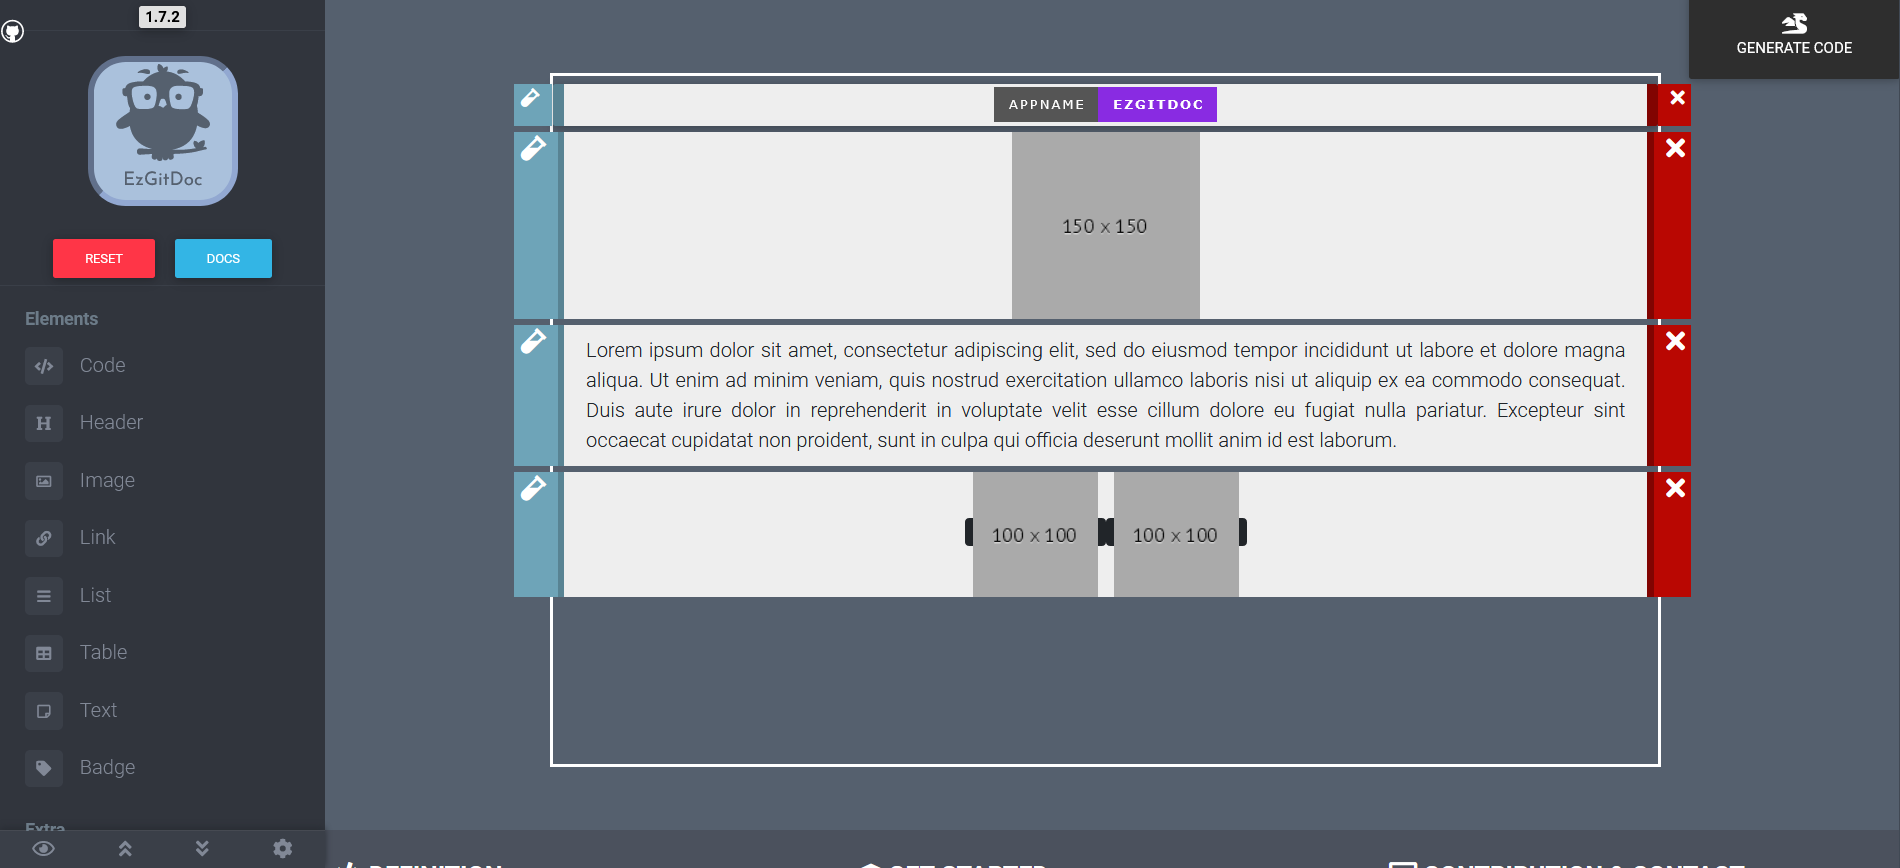 1.7.2
EzGitDoc
RESET
DOCS
Elements
Code
Header
Image
Link
List
Table
Text
Badge
Extra
GENERATE CODE
APPNAME EZGITDOC
150 x 150
Lorem ipsum dolor sit amet, consectetur adipiscing elit, sed do eiusmod tempor incididunt ut labore et dolore magna
aliqua. Ut enim ad minim veniam, quis nostrud exercitation ullamco laboris nisi ut aliquip ex ea commodo consequat.
Duis aute irure dolor in reprehenderit in voluptate velit esse cillum dolore eu fugiat nulla pariatur. Excepteur sint
occaecat cupidatat non proident, sunt in culpa qui officia deserunt mollit anim id est laborum.
100 x 100
100 x 100
DEFINITION
GET STARTED
CONTRIBUTION & CONTACT